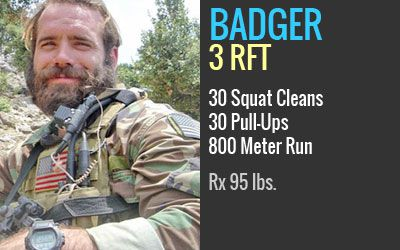 BADGER
3 RFT
30 Squat Cleans
30 Pull-Ups
800 Meter Run
Rx 95 lbs.